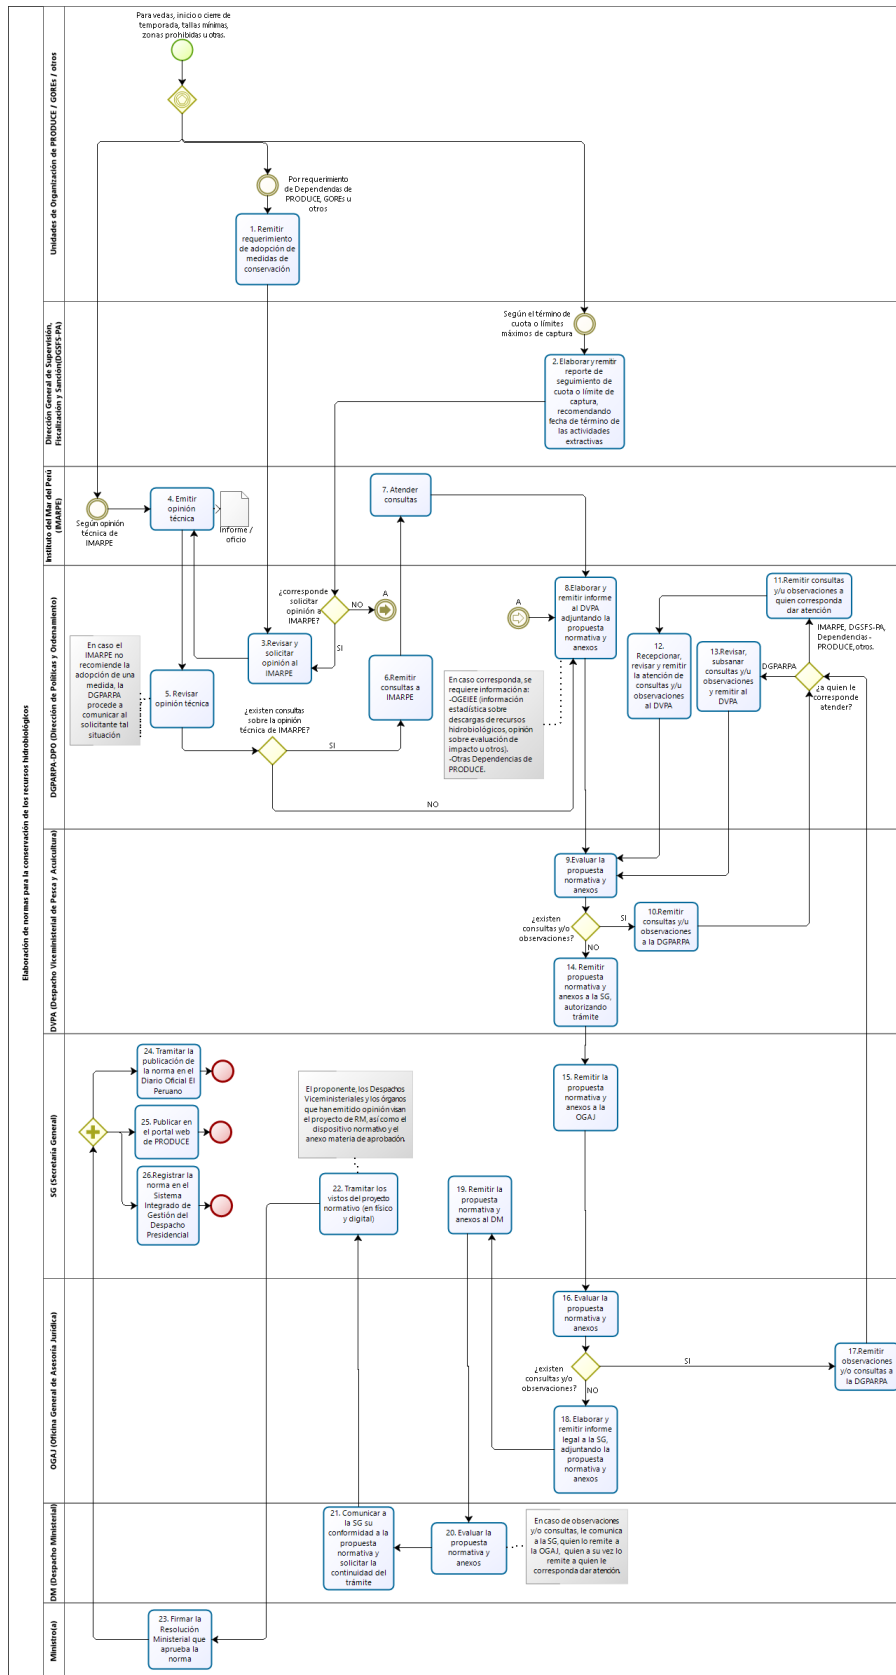 Elaboración de normas para la conservación de los recursos hidrobiológicos
Unidades de Organización de PRODUCE / GOREs / otros
Para vedas, inicio o cierre de
temporada, tallas mínimas,
zonas prohibidas u otras.
Por requerimiento
de Dependendas de
PRODUCE, GOREs u
otros
1. Remitir
requerimiento
de adopción de
medidas de
conservación
Dirección General de Supervisión,
Fiscalización y Sanción(DGSFS-PA)
Según el término de
cuota o límites
máximos de captura
2. Elaborar y remitir
reporte de
seguimiento de
cuota o límite de
captura,
recomendando
fecha de término de
las actividades
extractivas
Instituto del Mar del Perú
(IMARPE)
Según opinión
técnica de
IMARPE
4. Emitir
opinión
técnica
Informe /
oficio
7. Atender
consultas
DGPARPA-DPO (Dirección de Políticas y Ordenamiento)
En caso el
IMARPE no
recomiende la
adopción de una
medida, la
DGPARPA
procede a
comunicar al
solicitante tal
situación
5. Revisar
opinión técnica
3.Revisar y
solicitar
opinión al
IMARPE
¿corresponde
solicitar
opinión a
IMARPE?
NO
SI
A
¿existen consultas
sobre la opinión
técnica de IMARPE?
SI
NO
6.Remitir
consultas a
IMARPE
A
8.Elaborar y
remitir informe
al DVPA
adjuntando la
propuesta
normativa y
anexos
En caso corresponda, se
requiere información a:
-OGEIEE (información
estadística sobre
descargas de recursos
hidrobiológicos, opinión
sobre evaluación de
impacto u otros).
-Otras Dependencias de
PRODUCE.
11.Remitir consultas
y/u observaciones a
quien corresponda
dar atención
IMARPE, DGSFS-PA,
Dependencias -
PRODUCE,otros.
12.
Recepcionar,
revisar y remitir
la atención de
consultas y/u
observaciones
al DVPA
13.Revisar,
subsanar
consultas y/u
observaciones
y remitir al
DVPA
DGPARPA
¿a quien le
corresponde
atender?
DVPA (Despacho Viceministerial de Pesca y Acuicultura)
9.Evaluar la
propuesta
normativa y
anexos
¿existen
consultas y/o
observaciones?
SI
NO
10.Remitir
consultas y/u
observaciones
a la DGPARPA
14. Remitir
propuesta
normativa y
anexos a la SG,
autorizando
trámite
SG (Secretaría General)
24. Tramitar la
publicación de
la norma en el
Diario Oficial El
Peruano
25. Publicar en
el portal web
de PRODUCE
26.Registrar la
norma en el
Sistema
Integrado de
Gestión del
Despacho
Presidencial
El proponente, los Despachos
Viceministeriales y los órganos
que han emitido opinión visan
el proyecto de RM, así como el
dispositivo normativo y el
anexo materia de aprobación.
22. Tramitar los
vistos del proyecto
normativo (en físico
y digital)
19. Remitir la
propuesta
normativa y
anexos al DM
15. Remitir la
propuesta
normativa y
anexos a la
OGAJ
OGAJ (Oficina General de Asesoría Jurídica)
16. Evaluar la
propuesta
normativa y
anexos
¿existen
consultas y/o
observaciones?
SI
NO
17.Remitir
observaciones
y/o consultas a
la DGPARPA
18. Elaborar y
remitir informe
legal a la SG,
adjuntando la
propuesta
normativa y
anexos
DM (Despacho Ministerial)
21. Comunicar a
la SG su
conformidad a la
propuesta
normativa y
solicitar la
continuidad del
trámite
20. Evaluar la
propuesta
normativa y
anexos
En caso de observaciones
y/o consultas, le comunica
a la SG, quien lo remite a
la OGAJ, quien a su vez lo
remite a quien le
corresponda dar atención.
Ministro(a)
23. Firmar la
Resolución
Ministerial que
aprueba la
norma